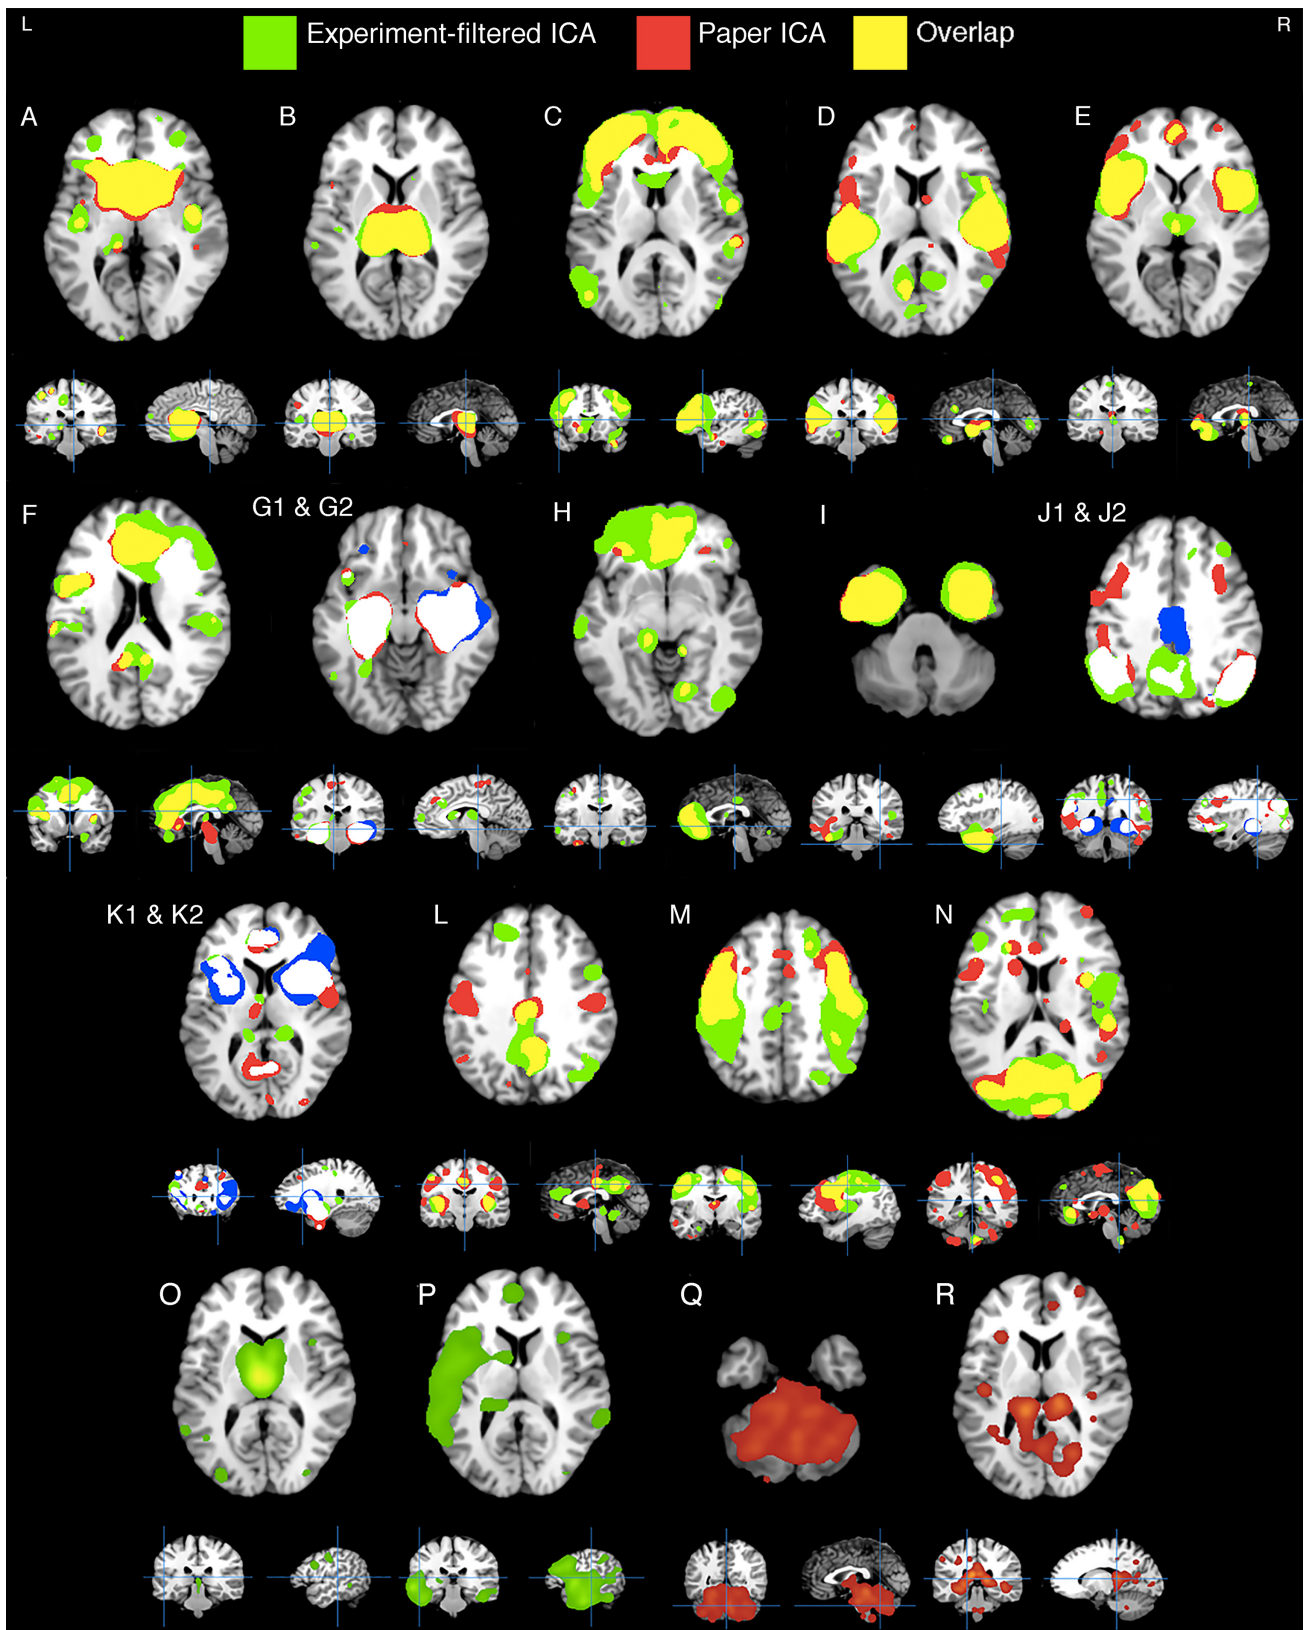 L Experiment-filtered ICA Paper ICA Overlap R
A B C D E
F G1 & G2 H I J1 & J2
K1 & K2 L M N
O P Q R